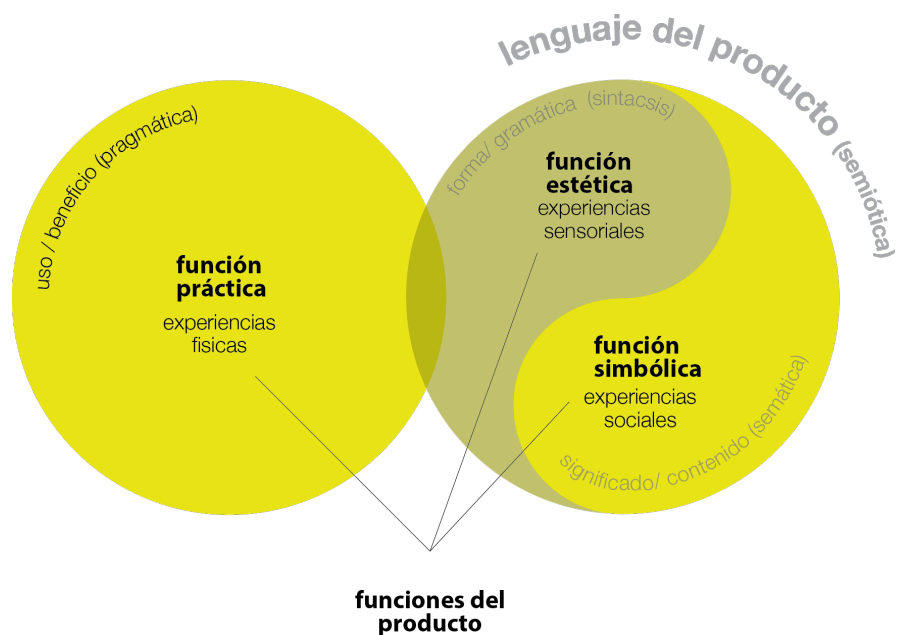 lenguaje del producto (semiótica)
uso / beneficio (pragmática)
forma/ gramática (sintacsis)
función
estética
experiencias
sensoriales
función
práctica
experiencias
fisicas
función
simbólica
experiencias
sociales
significado/ contenido (semática)
funciones del
producto